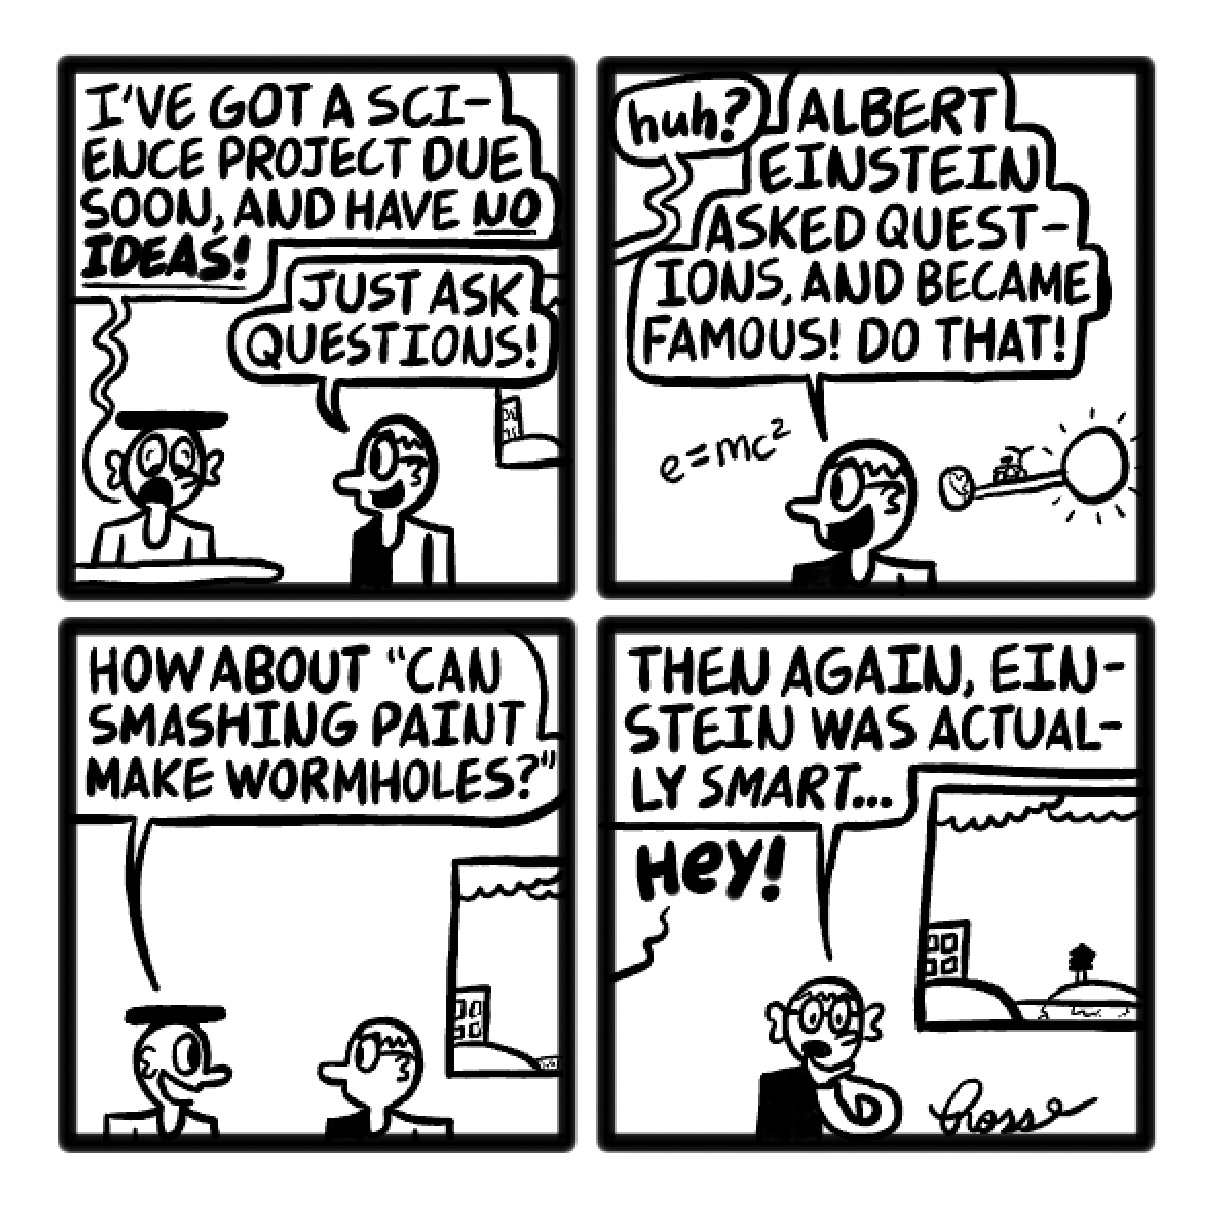 I'VE GOT A SCI-
ENCE PROJECT DUE
SOON, AND HAVE NO
IDEAS!
JUST ASK
QUESTIONS!
huh?
ALBERT
EINSTEIN
ASKED QUEST-
IONS, AND BECAME
FAMOUS! DO THAT!
e=mc²
HOW ABOUT "CAN
SMASHING PAINT
MAKE WORMHOLES?"
THEN AGAIN, EIN-
STEIN WAS ACTUAL-
LY SMART...
Hey!